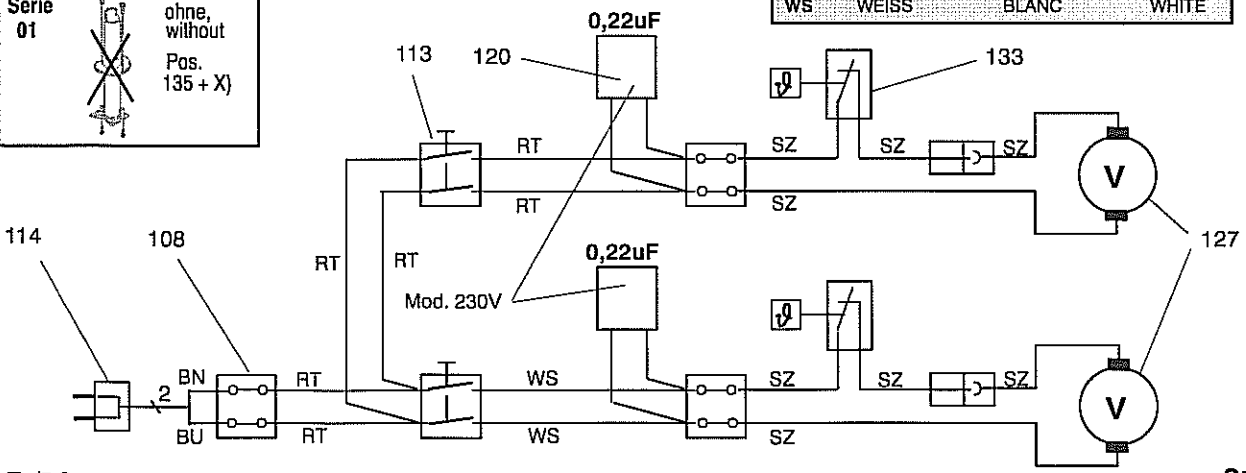 Serie
01
ohne,
without
Pos.
135 + X)
WS WEISS BLANC WHITE
0,22uF
113
120
133
RT
SZ
SZ
SZ
V
RT
SZ
114
108
RT
RT
0,22uF
127
Mod. 230V
2
BN
RT
WS
SZ
SZ
SZ
V
BU
RT
WS
SZ